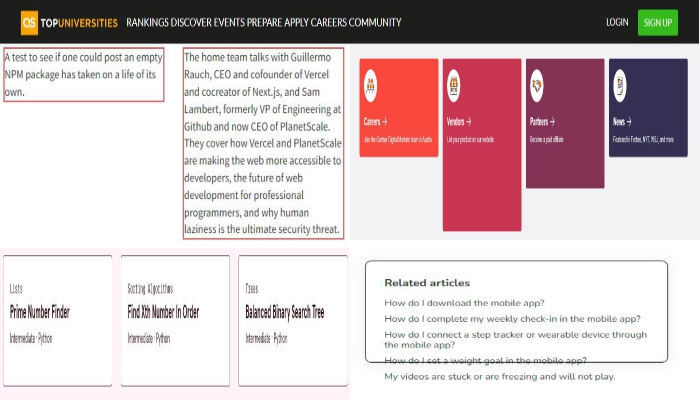 QS TOPUNIVERSITIES RANKINGS DISCOVER EVENTS PREPARE APPLY CAREERS COMMUNITY LOGIN SIGN UP
A test to see if one could post an empty
NPM package has taken on a life of its
own.
The home team talks with Guillermo
Rauch, CEO and cofounder of Vercel
and cocreator of Next.js, and Sam
Lambert, formerly VP of Engineering at
Github and now CEO of PlanetScale.
They cover how Vercel and PlanetScale
are making the web more accessible to
developers, the future of web
development for professional
programmers, and why human
laziness is the ultimate security threat.
Careers →
Join the Gartner Digital Markets team in Austin
Vendors →
List your product on our website
Partners →
Become a paid affiliate
News →
Featured in Forbes, NYT, WSJ, and more
Lists
Prime Number Finder
Intermediate · Python
Sorting Algorithms
Find Xth Number In Order
Intermediate · Python
Trees
Balanced Binary Search Tree
Intermediate · Python
Related articles
How do I download the mobile app?
How do I complete my weekly check-in in the mobile app?
How do I connect a step tracker or wearable device through
the mobile app?
How do I set a weight goal in the mobile app?
My videos are stuck or are freezing and will not play.